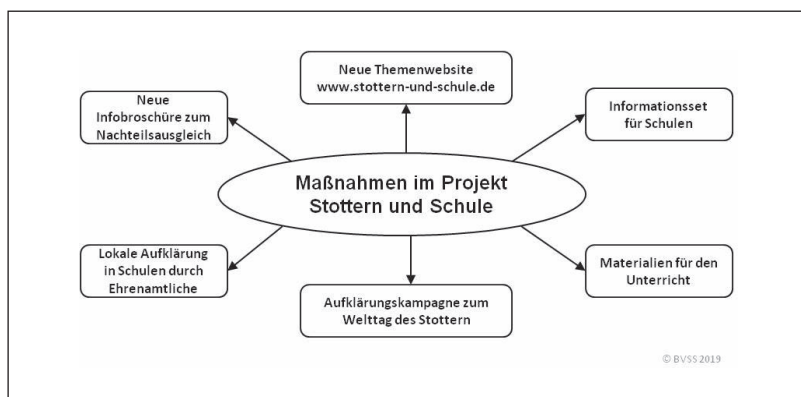 Neue Themenwebsite
www.stottern-und-schule.de
Neue
Infobroschüre zum
Nachteilsausgleich
Informationsset
für Schulen
Maßnahmen im Projekt
Stottern und Schule
Lokale Aufklärung
in Schulen durch
Ehrenamtliche
Materialien für den
Unterricht
Aufklärungskampagne zum
Welttag des Stottern
© BVSS 2019